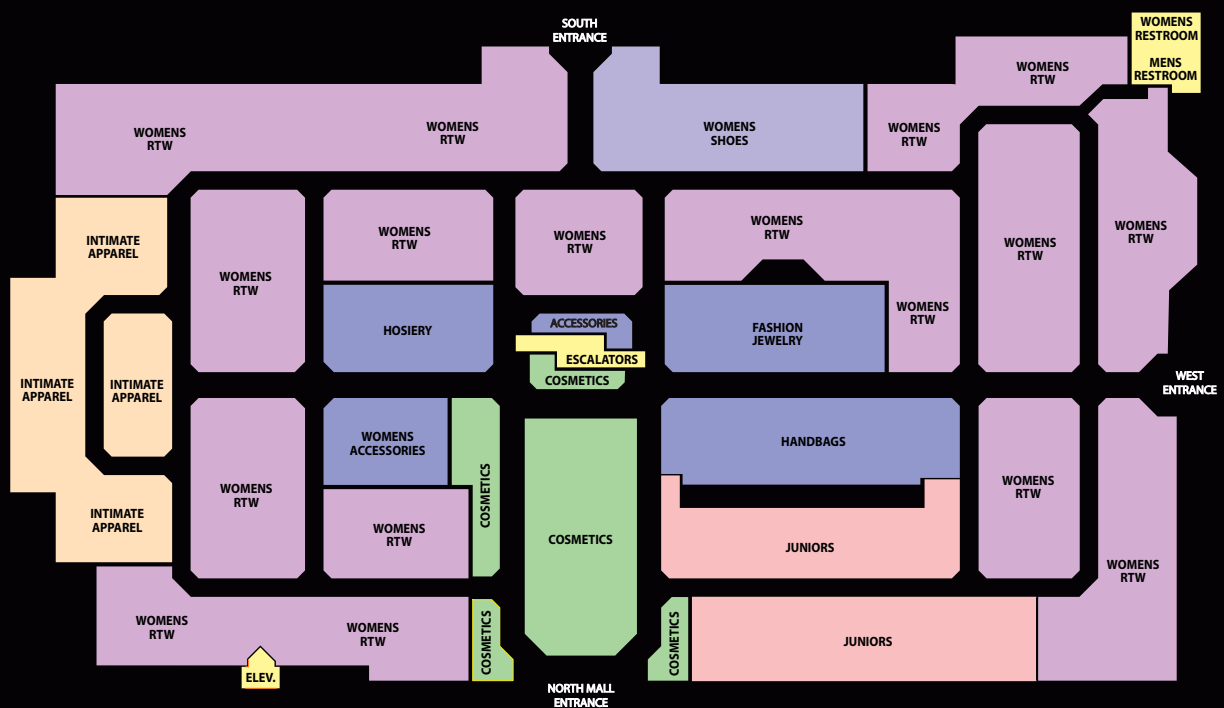 SOUTH
ENTRANCE
WOMENS
RESTROOM
MENS
RESTROOM
WOMENS
RTW
WOMENS
RTW
WOMENS
RTW
WOMENS
SHOES
WOMENS
RTW
INTIMATE
APPAREL
WOMENS
RTW
WOMENS
RTW
WOMENS
RTW
WOMENS
RTW
WOMENS
RTW
WOMENS
RTW
WOMENS
RTW
HOSIERY
ACCESSORIES
ESCALATORS
COSMETICS
FASHION
JEWELRY
WEST
ENTRANCE
INTIMATE
APPAREL
INTIMATE
APPAREL
WOMENS
ACCESSORIES
COSMETICS
HANDBAGS
WOMENS
RTW
WOMENS
RTW
INTIMATE
APPAREL
WOMENS
RTW
COSMETICS
JUNIORS
WOMENS
RTW
WOMENS
RTW
WOMENS
RTW
COSMETICS
COSMETICS
JUNIORS
ELEV.
NORTH MALL
ENTRANCE